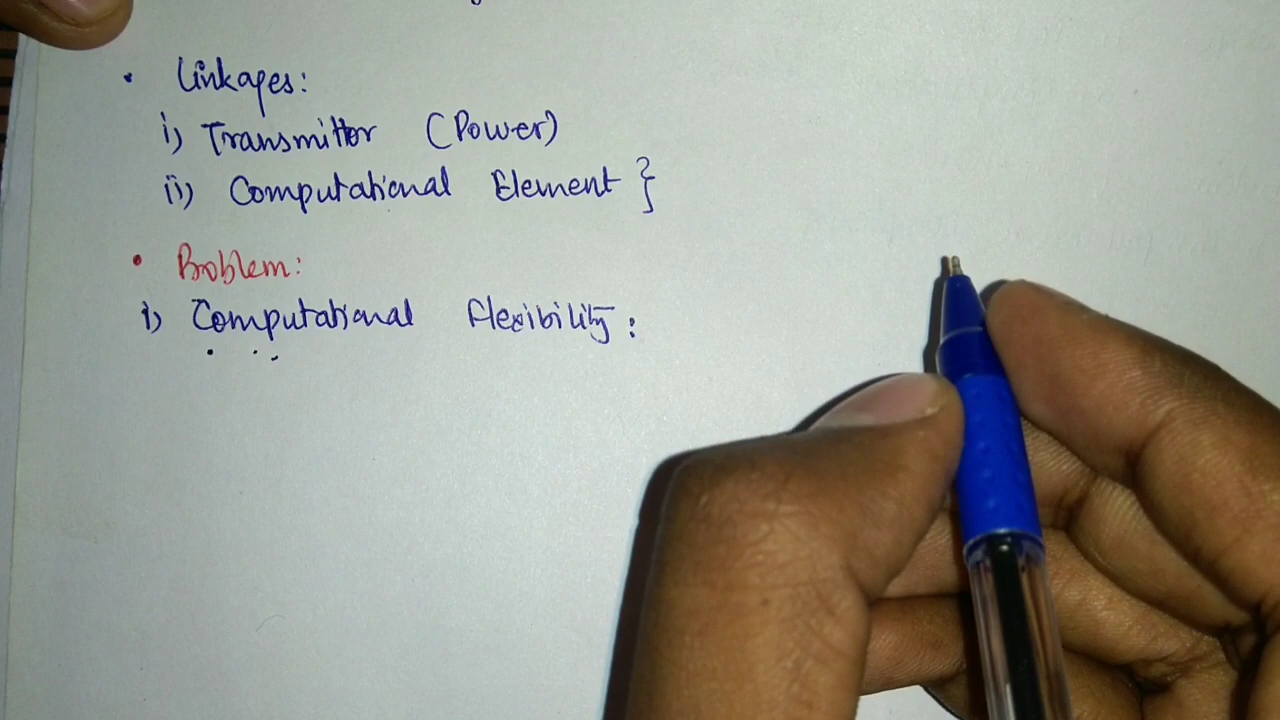 • Linkages:
i) Transmitter (Power)
ii) Computational Element }
• Problem:
i) Computational Flexibility: